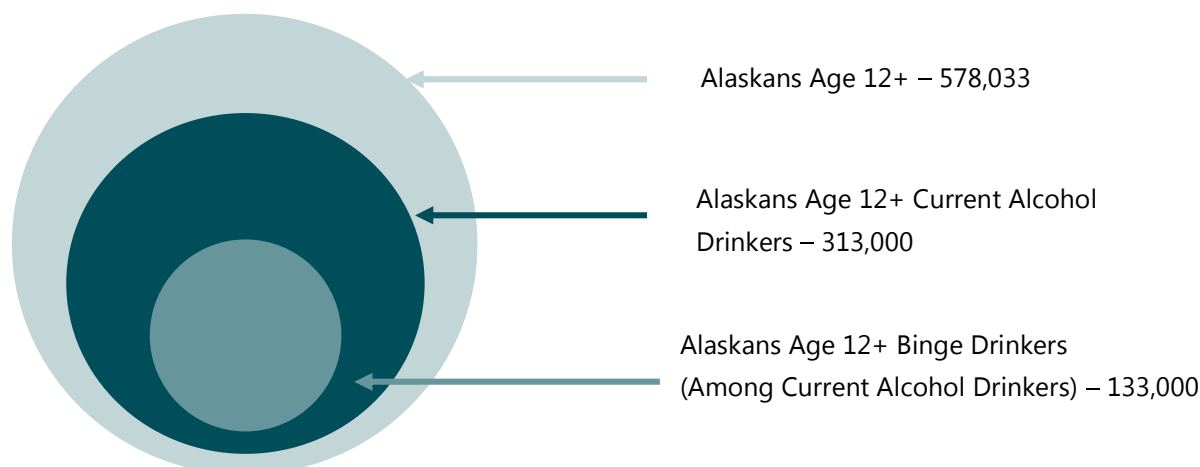 Alaskans Age 12+ – 578,033
Alaskans Age 12+ Current Alcohol
Drinkers – 313,000
Alaskans Age 12+ Binge Drinkers
(Among Current Alcohol Drinkers) – 133,000